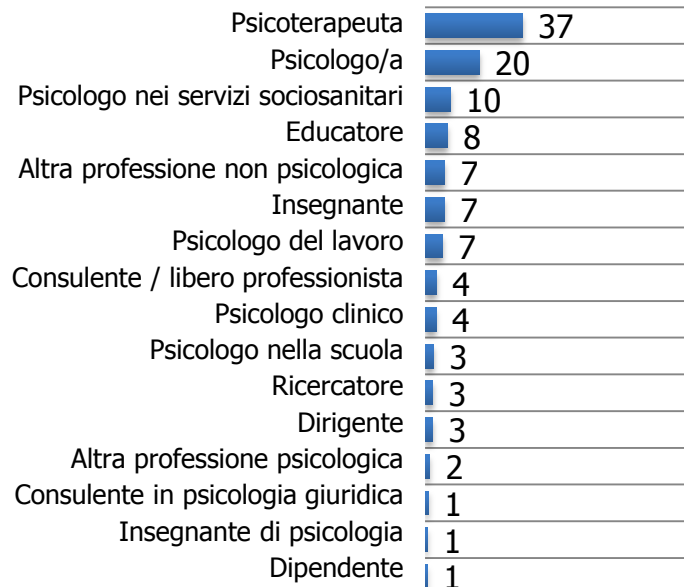 Psicoterapeuta 37
Psicologo/a 20
Psicologo nei servizi sociosanitari 10
Educatore 8
Altra professione non psicologica 7
Insegnante 7
Psicologo del lavoro 7
Consulente / libero professionista 4
Psicologo clinico 4
Psicologo nella scuola 3
Ricercatore 3
Dirigente 3
Altra professione psicologica 2
Consulente in psicologia giuridica 1
Insegnante di psicologia 1
Dipendente 1